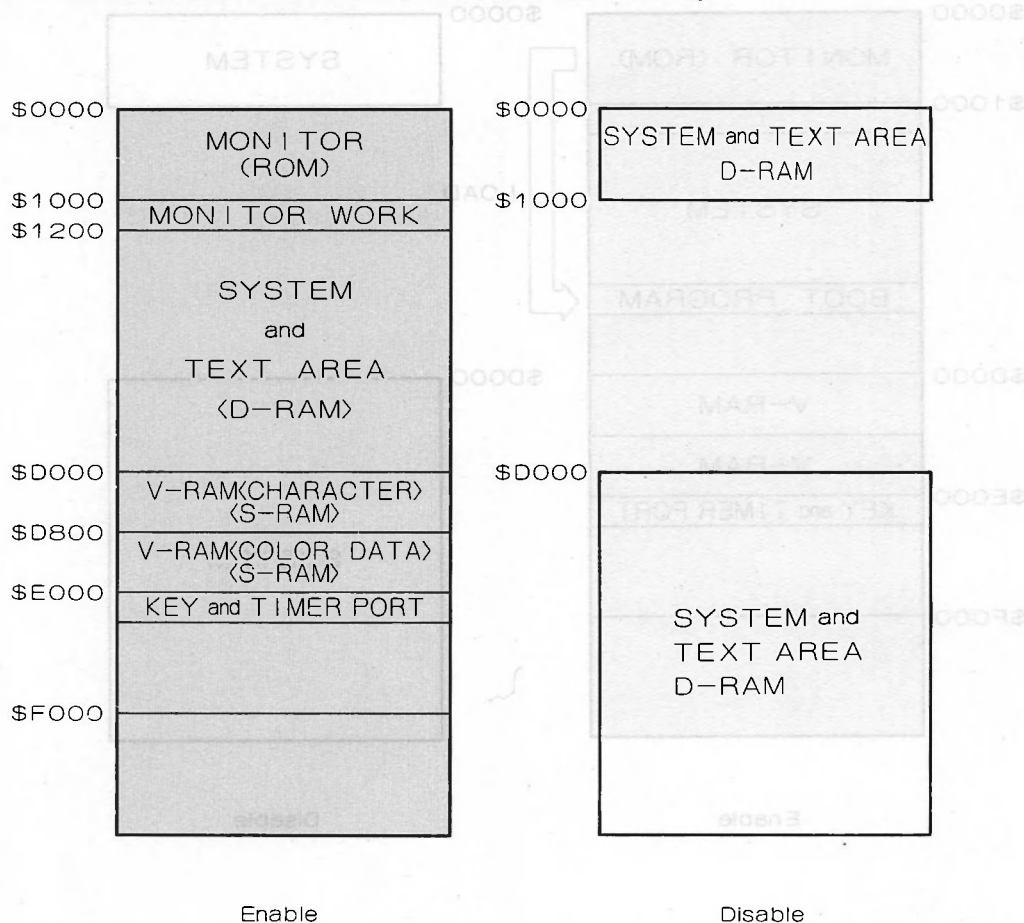 $0000
MONITOR
(ROM)
$1000
MONITOR WORK
$1200
SYSTEM
and
TEXT AREA
〈D-RAM〉
$D000
V-RAM〈CHARACTER〉
〈S-RAM〉
$D800
V-RAM〈COLOR DATA〉
〈S-RAM〉
$E000
KEY and TIMER PORT
$F000
Enable
$0000
SYSTEM and TEXT AREA
D-RAM
$1000
$D000
SYSTEM and
TEXT AREA
D-RAM
Disable